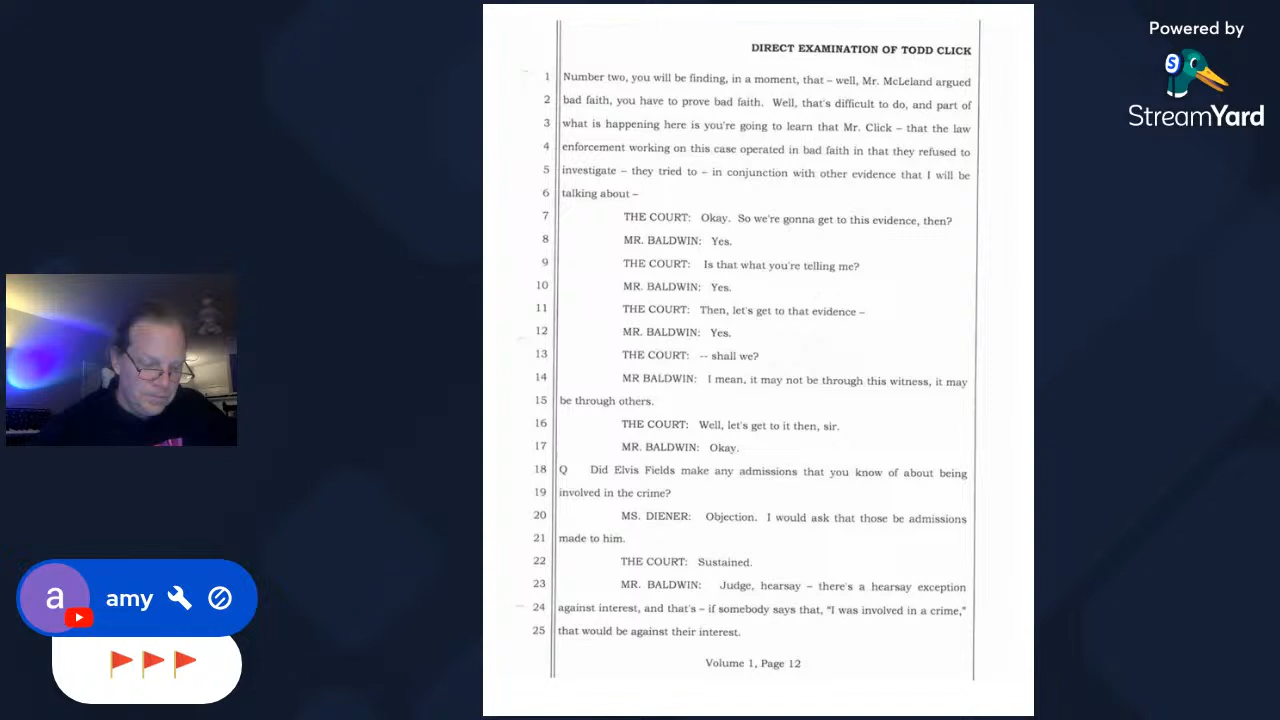 DIRECT EXAMINATION OF TODD CLICK
1 Number two, you will be finding, in a moment, that – well, Mr. McLeland argued
2 bad faith, you have to prove bad faith. Well, that's difficult to do, and part of
3 what is happening here is you're going to learn that Mr. Click – that the law
4 enforcement working on this case operated in bad faith in that they refused to
5 investigate – they tried to – in conjunction with other evidence that I will be
6 talking about –
7 THE COURT: Okay. So we're gonna get to this evidence, then?
8 MR. BALDWIN: Yes.
9 THE COURT: Is that what you're telling me?
10 MR. BALDWIN: Yes.
11 THE COURT: Then, let's get to that evidence –
12 MR. BALDWIN: Yes.
13 THE COURT: -- shall we?
14 MR BALDWIN: I mean, it may not be through this witness, it may
15 be through others.
16 THE COURT: Well, let's get to it then, sir.
17 MR. BALDWIN: Okay.
18 Q Did Elvis Fields make any admissions that you know of about being
19 involved in the crime?
20 MS. DIENER: Objection. I would ask that those be admissions
21 made to him.
22 THE COURT: Sustained.
23 MR. BALDWIN: Judge, hearsay – there's a hearsay exception
24 against interest, and that's – if somebody says that, "I was involved in a crime,"
25 that would be against their interest.
Volume 1, Page 12
Powered by
S
StreamYard
a
amy